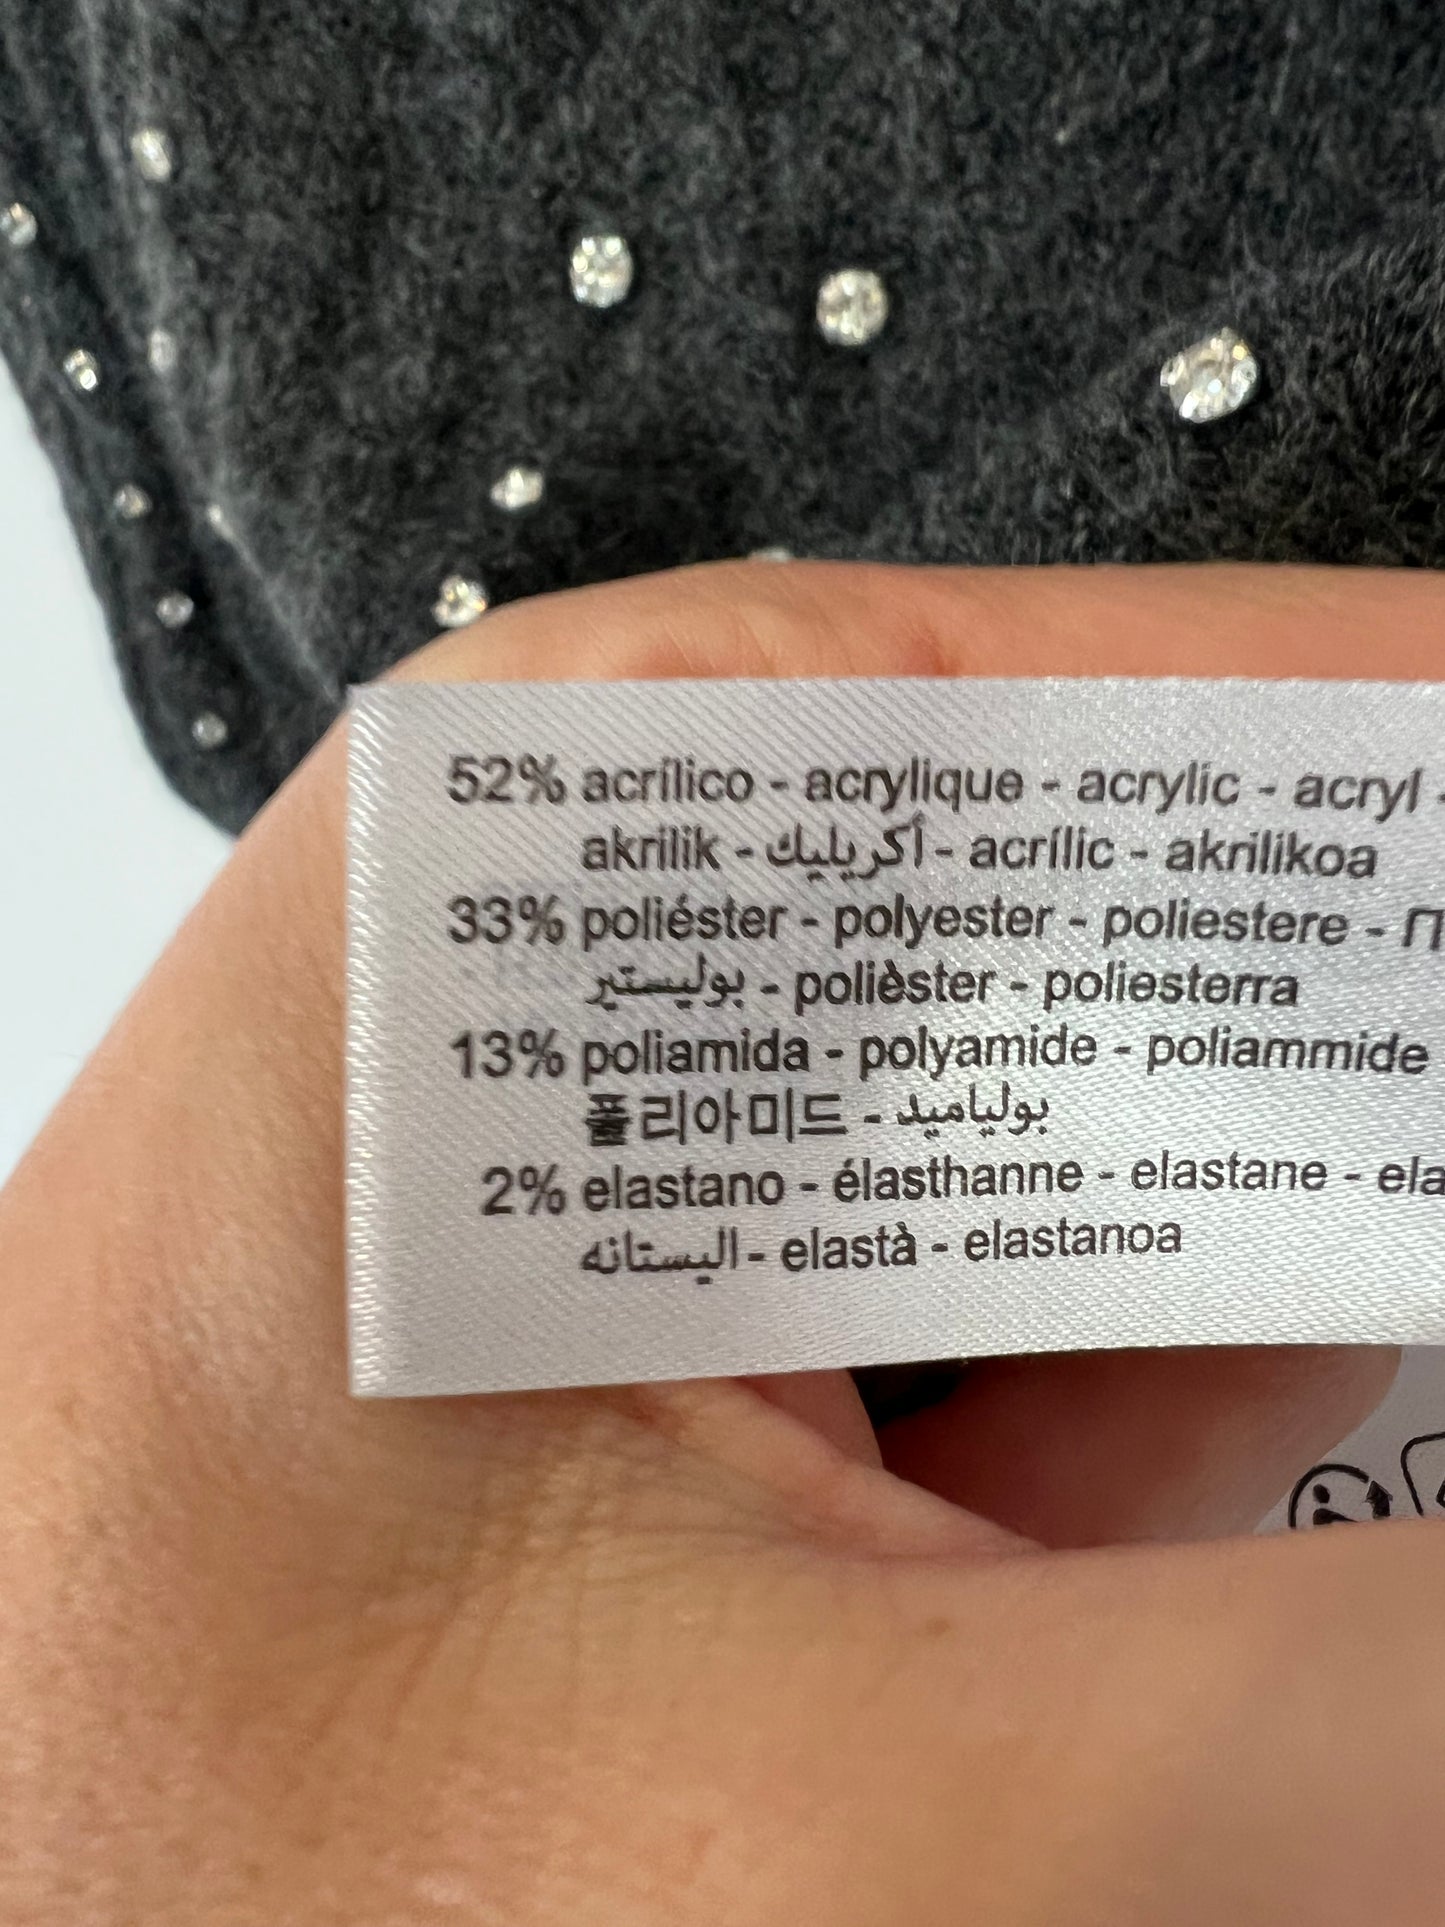 52% acrílico - acrylique - acrylic - acryl -
akrilik - أكريليك - acrílic - akrilikoa
33% poliéster - polyester - poliestere - П
بوليستير - polièster - poliesterra
13% poliamida - polyamide - poliammide
폴리아미드 - بولياميد
2% elastano - élasthanne - elastane - ela
اليستانه - elastà - elastanoa